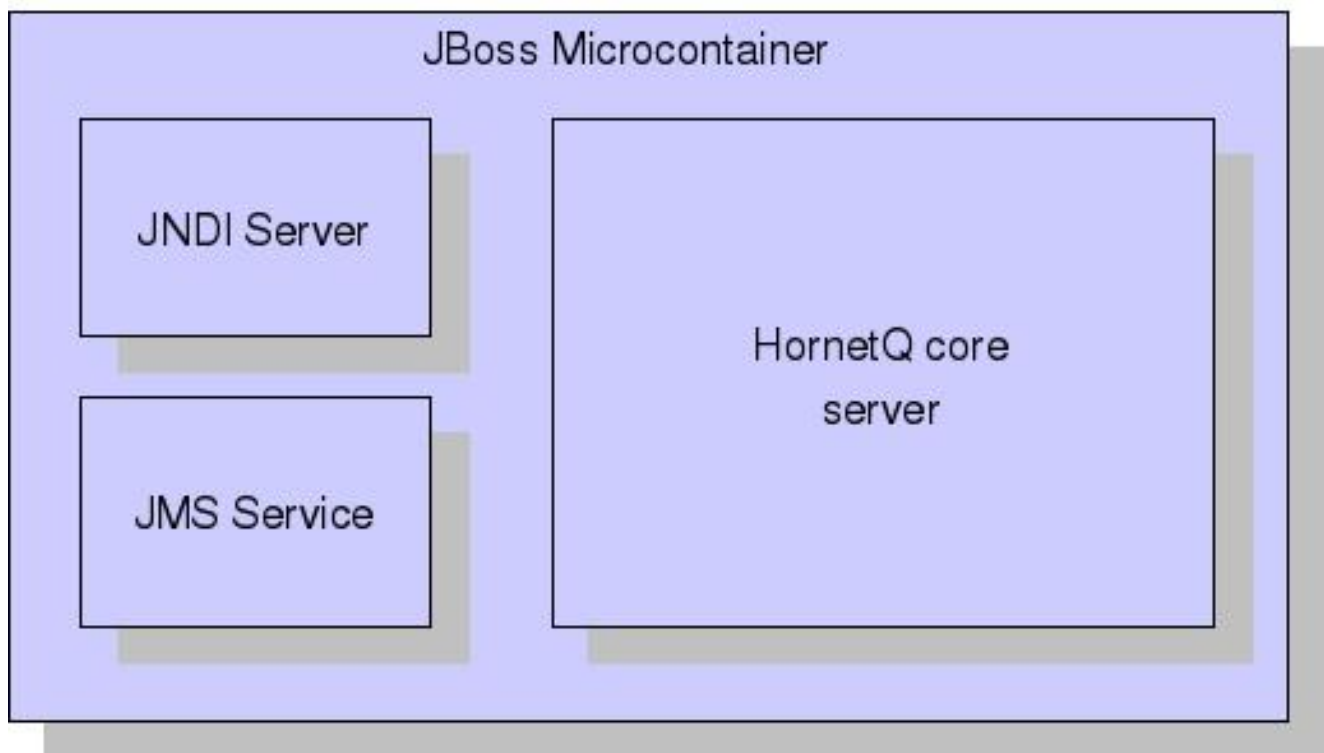 JBoss Microcontainer
JNDI Server
JMS Service
HornetQ core
server